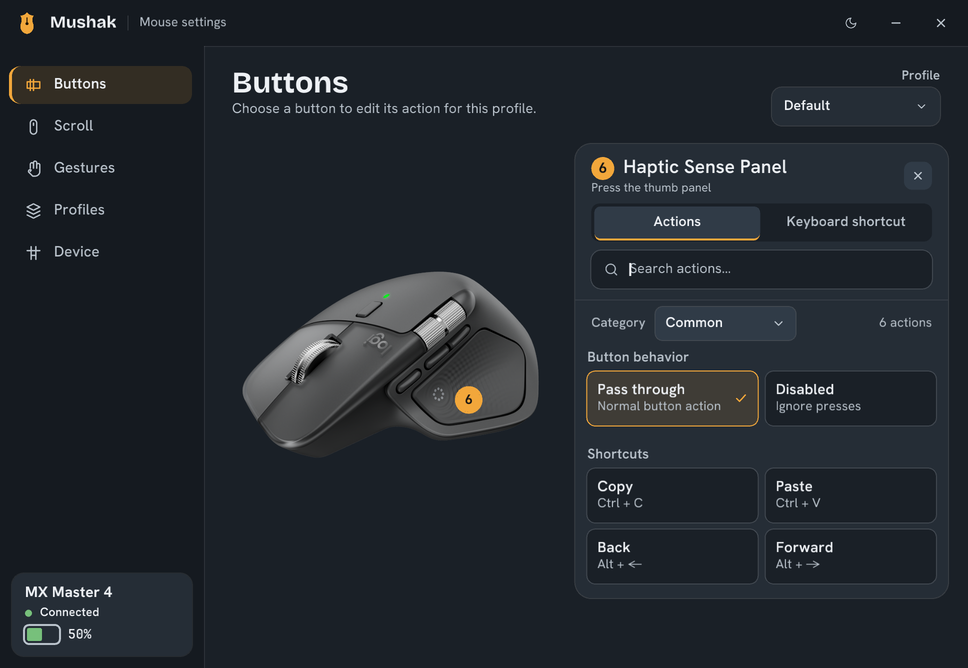 Mushak
Mouse settings
Buttons
Scroll
Gestures
Profiles
Device
MX Master 4
Connected
50%
Buttons
Choose a button to edit its action for this profile.
Profile
Default
logi
6
6 Haptic Sense Panel
Press the thumb panel
Actions
Keyboard shortcut
Search actions...
Category
Common
6 actions
Button behavior
Pass through
Normal button action
Disabled
Ignore presses
Shortcuts
Copy
Ctrl + C
Paste
Ctrl + V
Back
Alt + ←
Forward
Alt + →